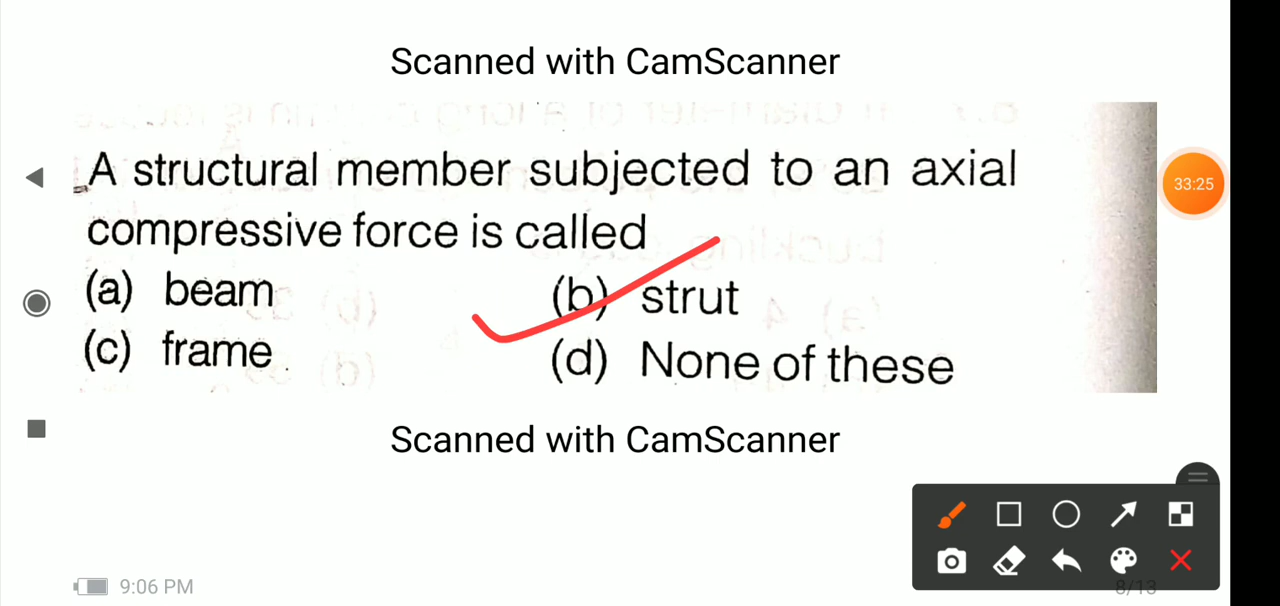 Scanned with CamScanner
A structural member subjected to an axial
compressive force is called
(a) beam (b) strut
(c) frame (d) None of these
33:25
Scanned with CamScanner
9:06 PM
8/13